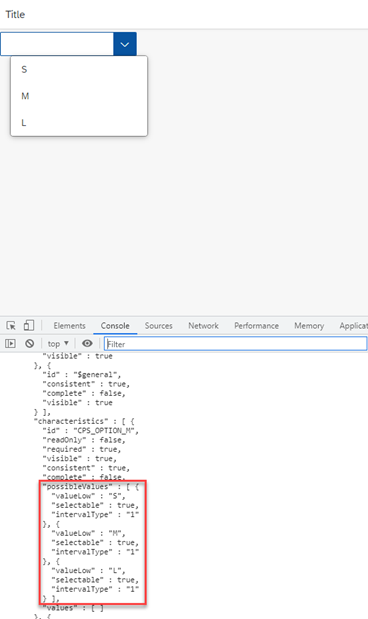 Title
S
M
L
Elements Console Sources Network Performance Memory Applicat
top ▼ Filter
"visible" : true
}, {
"id" : "$general",
"consistent" : true,
"complete" : false,
"visible" : true
} ],
"characteristics" : [ {
"id" : "CPS_OPTION_M",
"readOnly" : false,
"required" : true,
"visible" : true,
"consistent" : true,
"complete" : false,
"possibleValues" : [ {
"valueLow" : "S",
"selectable" : true,
"intervalType" : "1"
}, {
"valueLow" : "M",
"selectable" : true,
"intervalType" : "1"
}, {
"valueLow" : "L",
"selectable" : true,
"intervalType" : "1"
} ],
"values" : [ ]
}, {